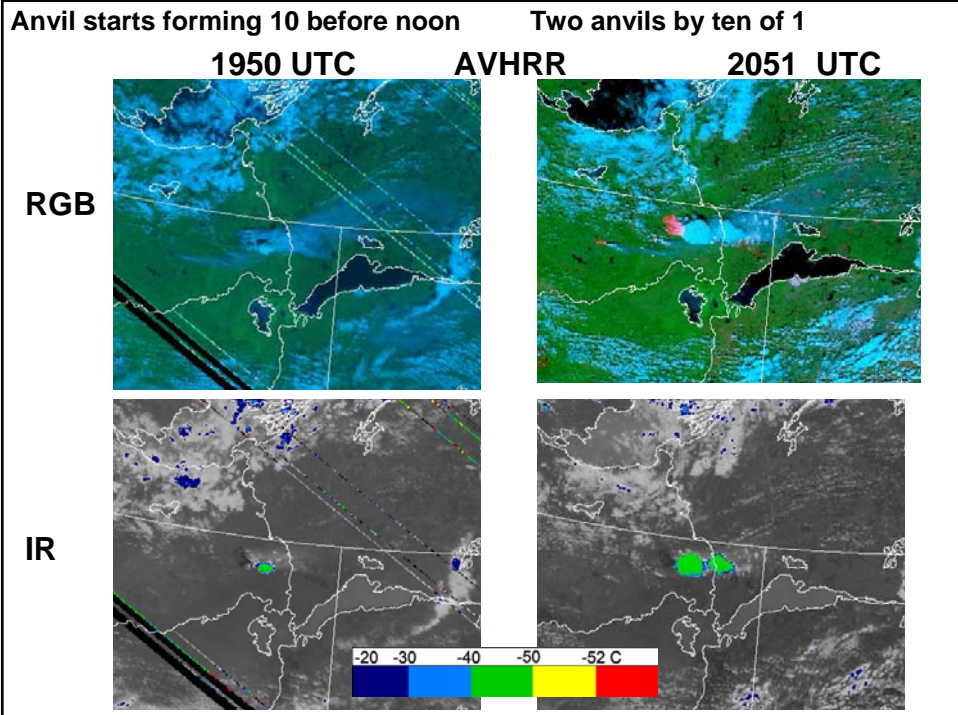 Anvil starts forming 10 before noon Two anvils by ten of 1
1950 UTC AVHRR 2051 UTC
RGB
IR
-20 -30 -40 -50 -52 C